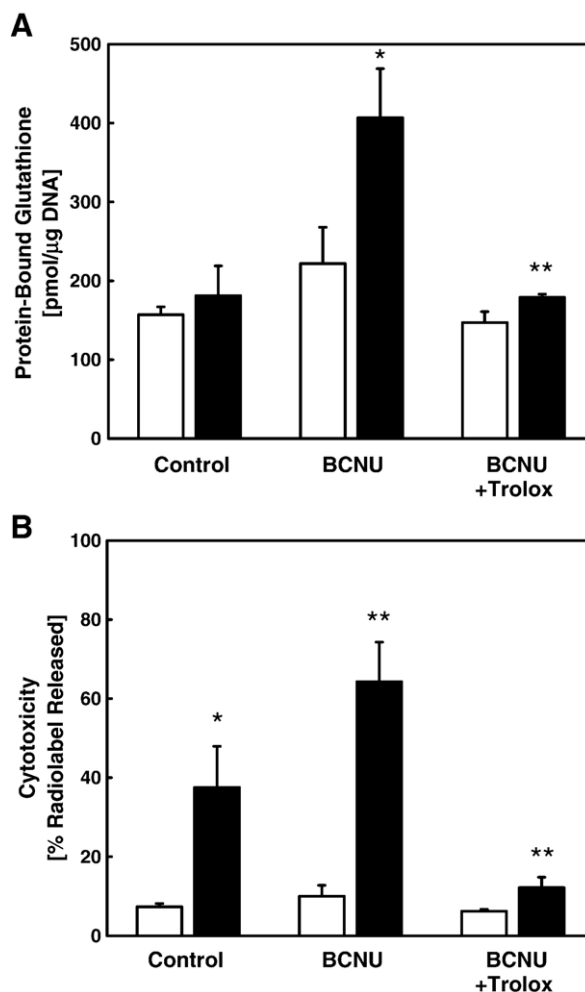 A
Protein-Bound Glutathione
[pmol/µg DNA]
500
400
300
200
100
0
*
**
Control
BCNU
BCNU
+Trolox
B
Cytotoxicity
[% Radiolabel Released]
100
80
60
40
20
0
*
**
**
Control
BCNU
BCNU
+Trolox